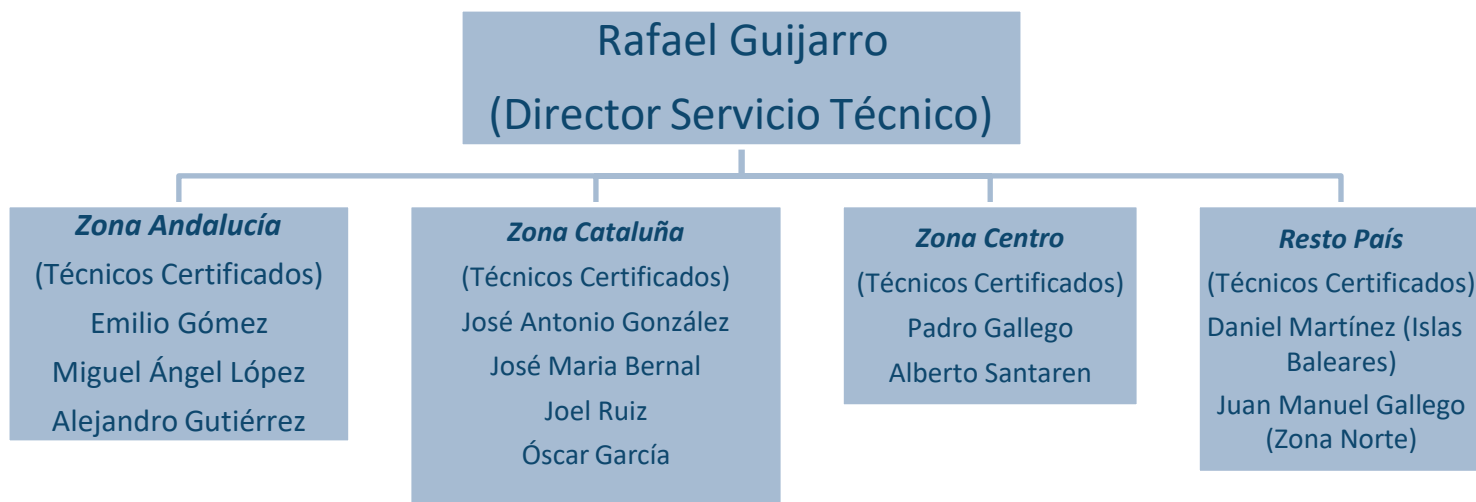 Rafael Guijarro
(Director Servicio Técnico)
Zona Andalucía
(Técnicos Certificados)
Emilio Gómez
Miguel Ángel López
Alejandro Gutiérrez
Zona Cataluña
(Técnicos Certificados)
José Antonio González
José Maria Bernal
Joel Ruiz
Óscar García
Zona Centro
(Técnicos Certificados)
Padro Gallego
Alberto Santaren
Resto País
(Técnicos Certificados)
Daniel Martínez (Islas
Baleares)
Juan Manuel Gallego
(Zona Norte)